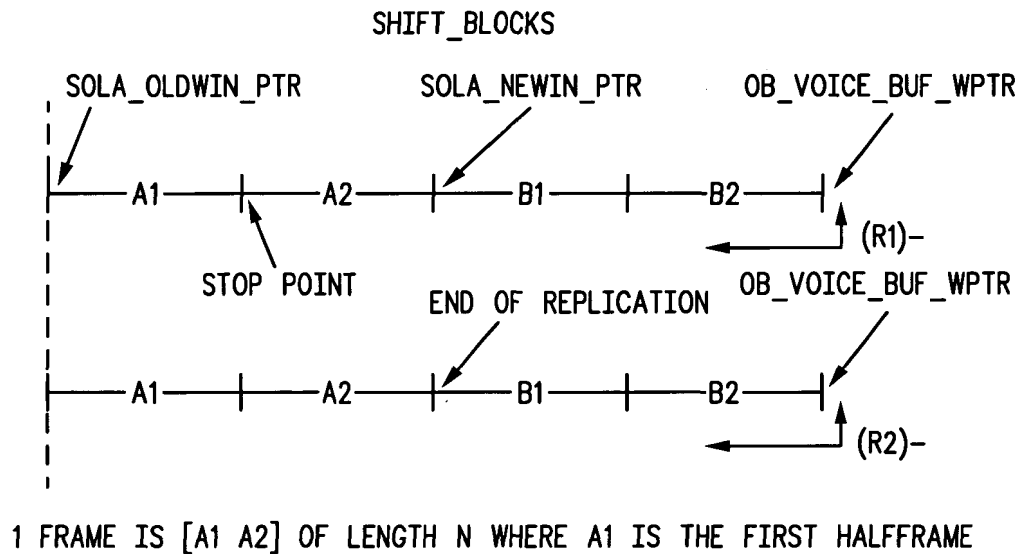 SHIFT_BLOCKS
SOLA_OLDWIN_PTR SOLA_NEWIN_PTR OB_VOICE_BUF_WPTR
A1 A2 B1 B2
(R1)-
STOP POINT
OB_VOICE_BUF_WPTR
END OF REPLICATION
A1 A2 B1 B2
(R2)-
1 FRAME IS [A1 A2] OF LENGTH N WHERE A1 IS THE FIRST HALFFRAME